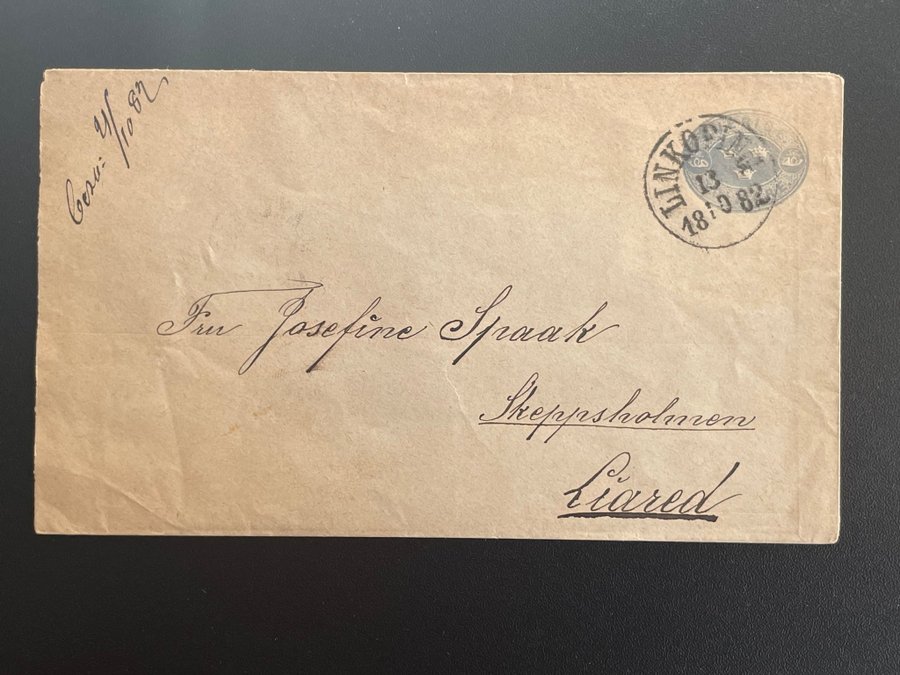 Besv: 21/10 82.
LINKÖPING
13
18 10 82
Fru Josefine Spaak
Skeppsholmen
Liared